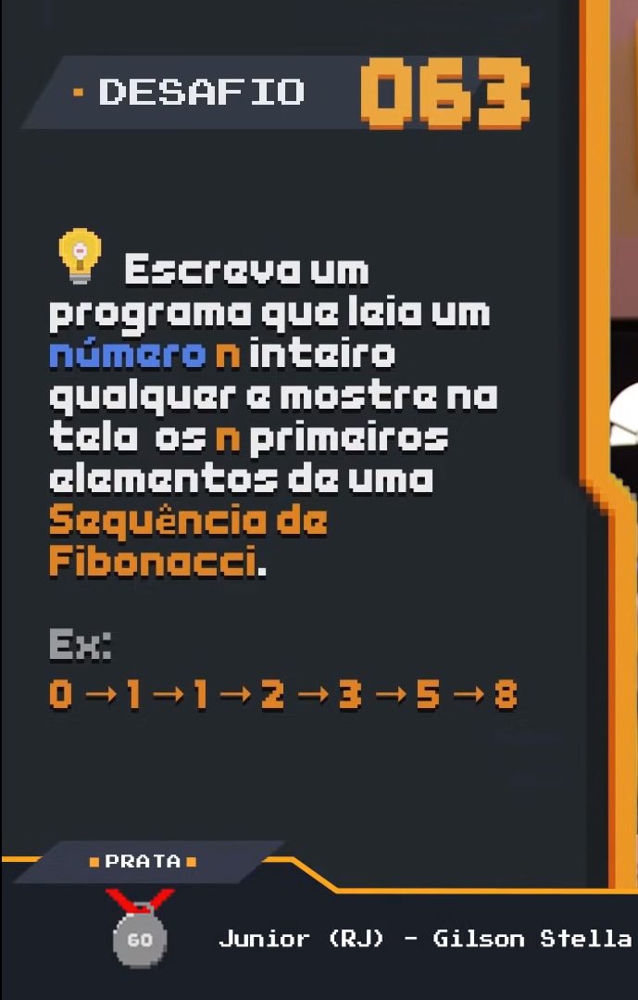 DESAFIO 063
Escreva um
programa que leia um
número n inteiro
qualquer e mostre na
tela os n primeiros
elementos de uma
Sequência de
Fibonacci.
Ex:
0 → 1 → 1 → 2 → 3 → 5 → 8
PRATA
60
Junior (RJ) - Gilson Stella